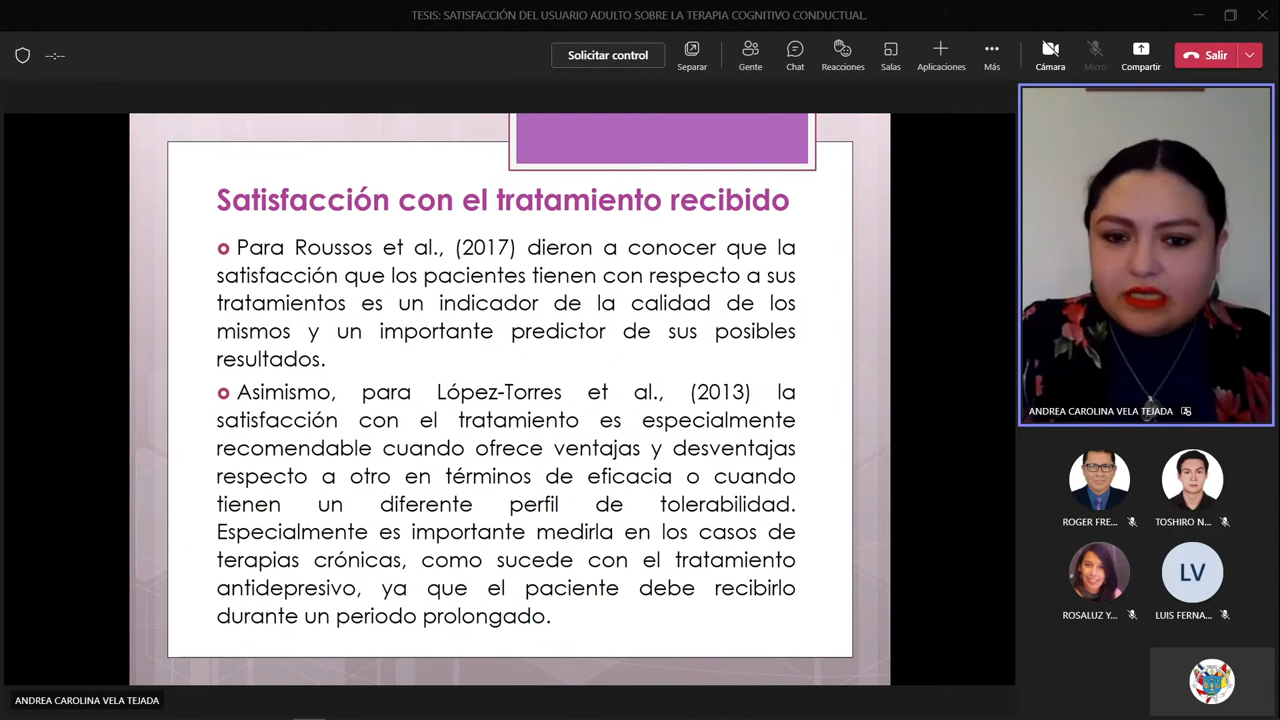 TESIS: SATISFACCIÓN DEL USUARIO ADULTO SOBRE LA TERAPIA COGNITIVO CONDUCTUAL.
--:--
Solicitar control
Separar
Gente
Chat
Reacciones
Salas
Aplicaciones
Más
Cámara
Micro
Compartir
Salir
Satisfacción con el tratamiento recibido
Para Roussos et al., (2017) dieron a conocer que la
satisfacción que los pacientes tienen con respecto a sus
tratamientos es un indicador de la calidad de los
mismos y un importante predictor de sus posibles
resultados.
Asimismo, para López-Torres et al., (2013) la
satisfacción con el tratamiento es especialmente
recomendable cuando ofrece ventajas y desventajas
respecto a otro en términos de eficacia o cuando
tienen un diferente perfil de tolerabilidad.
Especialmente es importante medirla en los casos de
terapias crónicas, como sucede con el tratamiento
antidepresivo, ya que el paciente debe recibirlo
durante un periodo prolongado.
ANDREA CAROLINA VELA TEJADA
ROGER FRE...
TOSHIRO N...
LV
ROSALUZ Y...
LUIS FERNA...
ANDREA CAROLINA VELA TEJADA